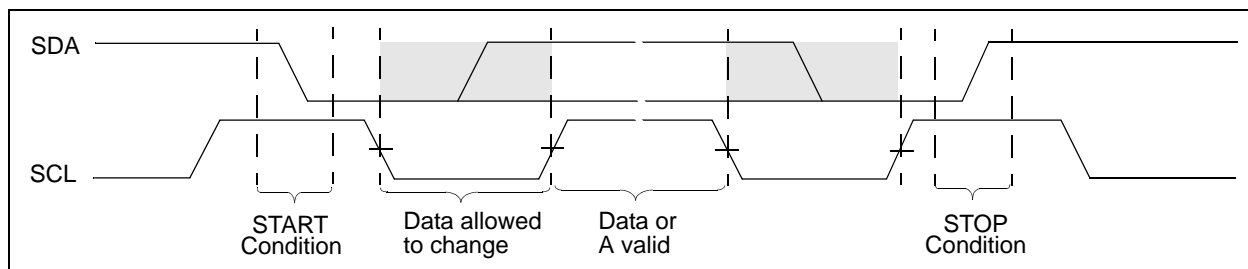 SDA
SCL
START
Condition
Data allowed
to change
Data or
A valid
STOP
Condition